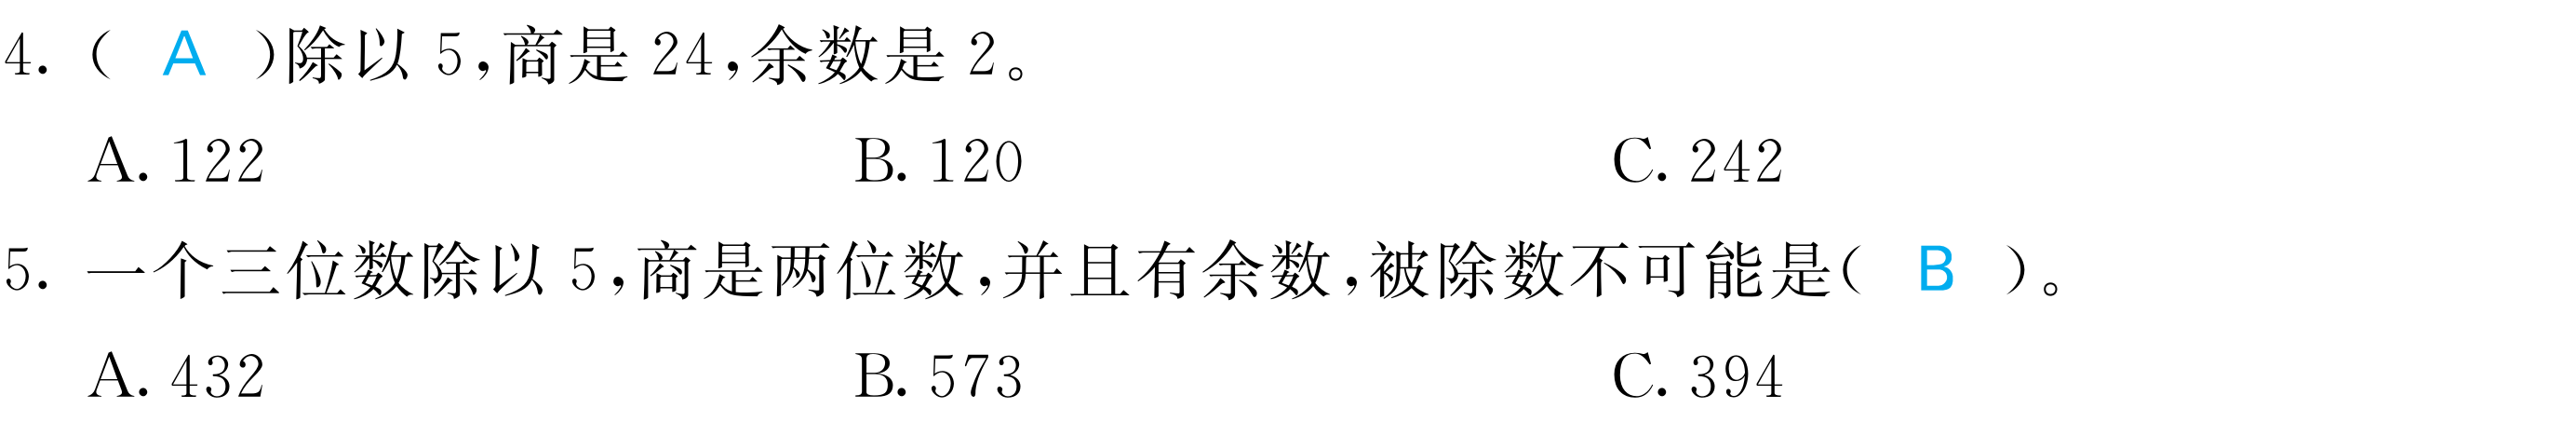 4. ( A )除以 5,商是 24,余数是 2。
A. 122 B. 120 C. 242
5. 一个三位数除以 5,商是两位数,并且有余数,被除数不可能是( B )。
A. 432 B. 573 C. 394